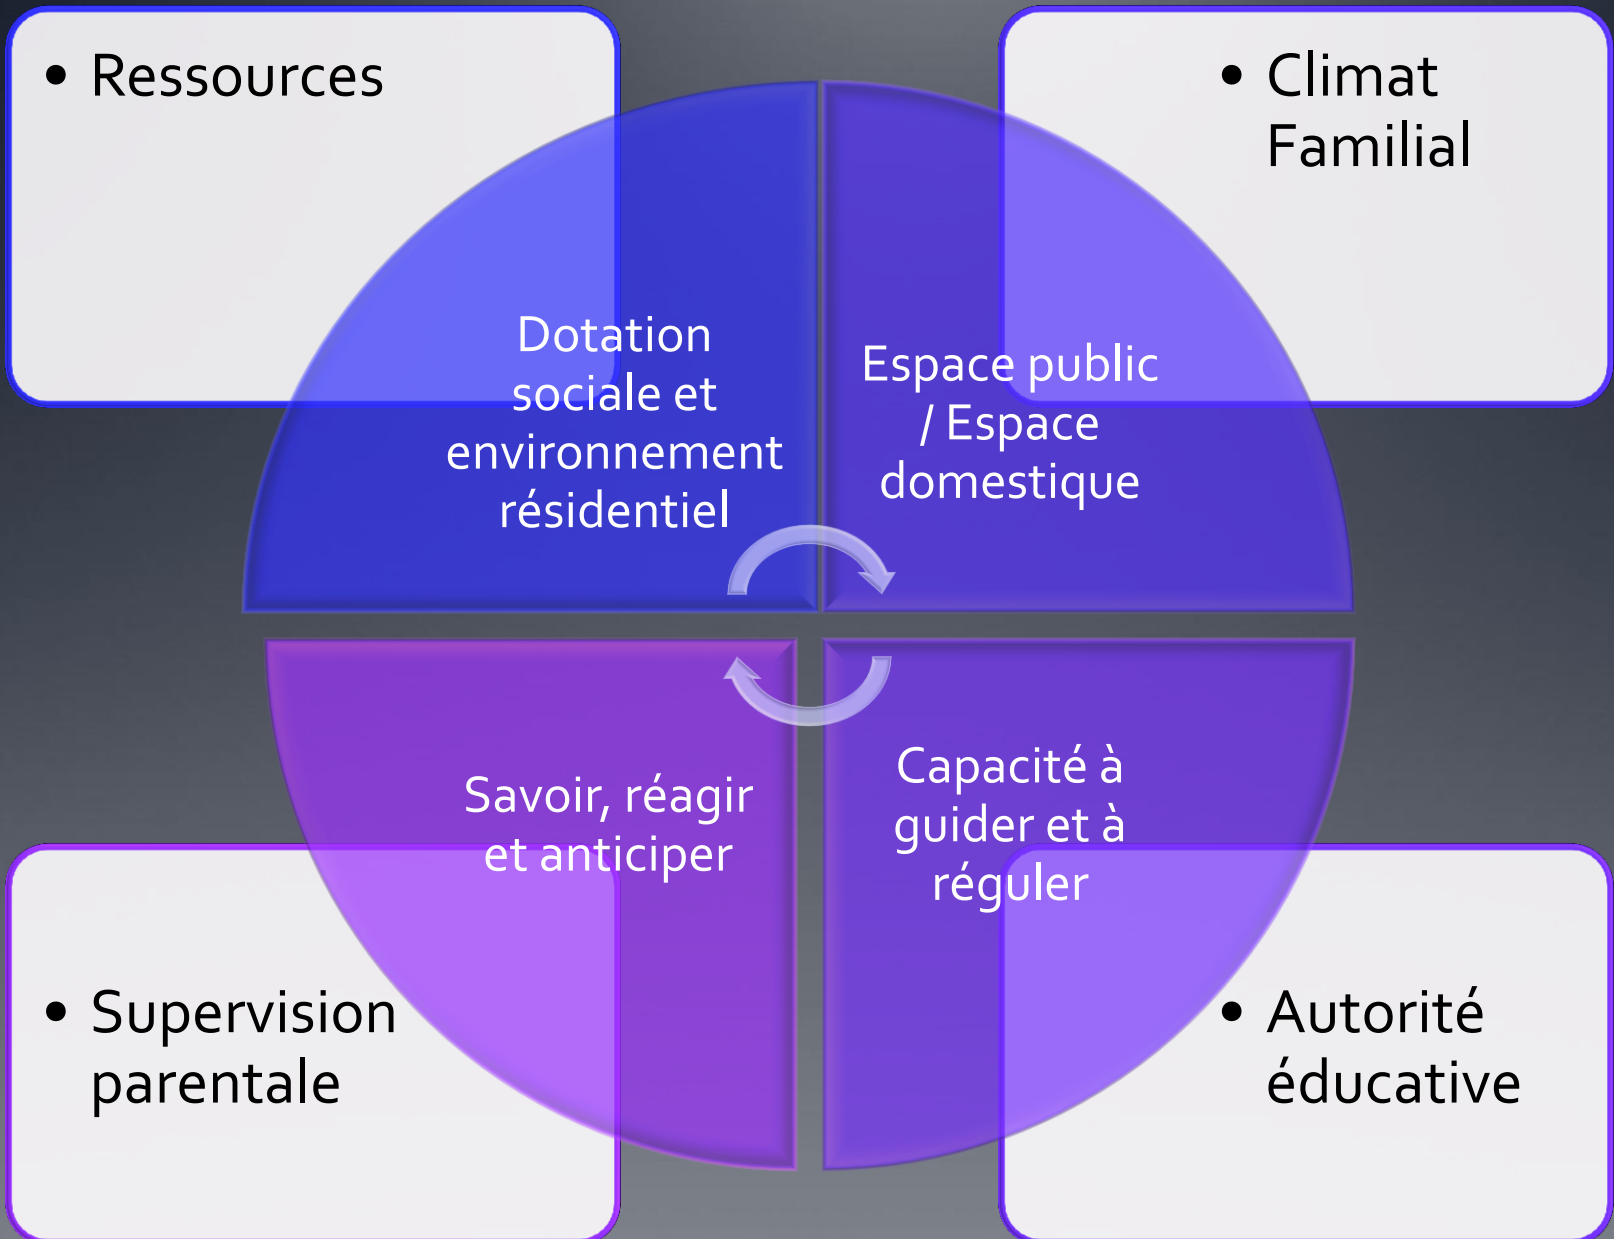 • Ressources
• Climat
Familial
Dotation
sociale et
environnement
résidentiel
Espace public
/ Espace
domestique
Savoir, réagir
et anticiper
Capacité à
guider et à
réguler
• Supervision
parentale
• Autorité
éducative